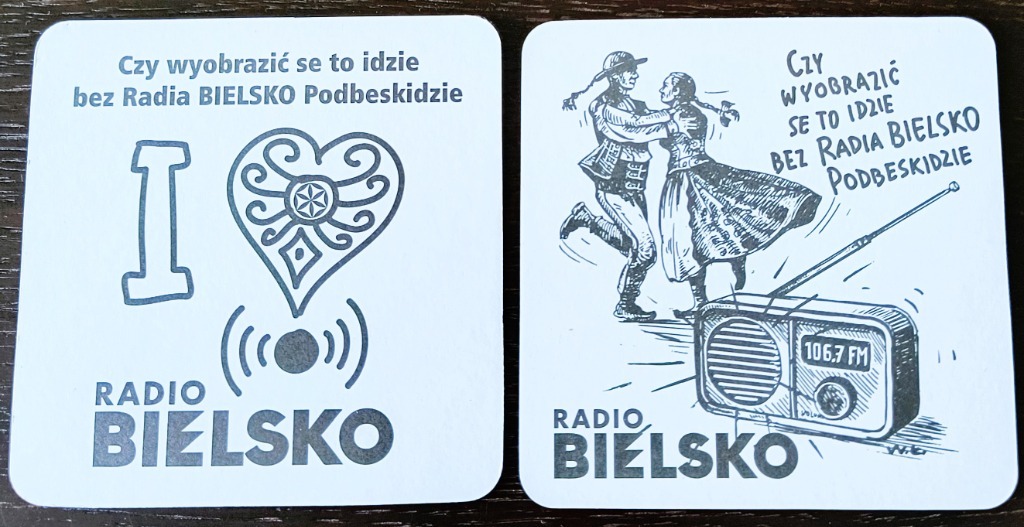 Czy wyobrazić se to idzie
bez Radia BIELSKO Podbeskidzie
I
RADIO
BIELSKO
CZY
WYOBRAZIĆ
SE TO IDZIE
BEZ RADIA BIELSKO
PODBESKIDZIE
106.7 FM
RADIO
BIELSKO